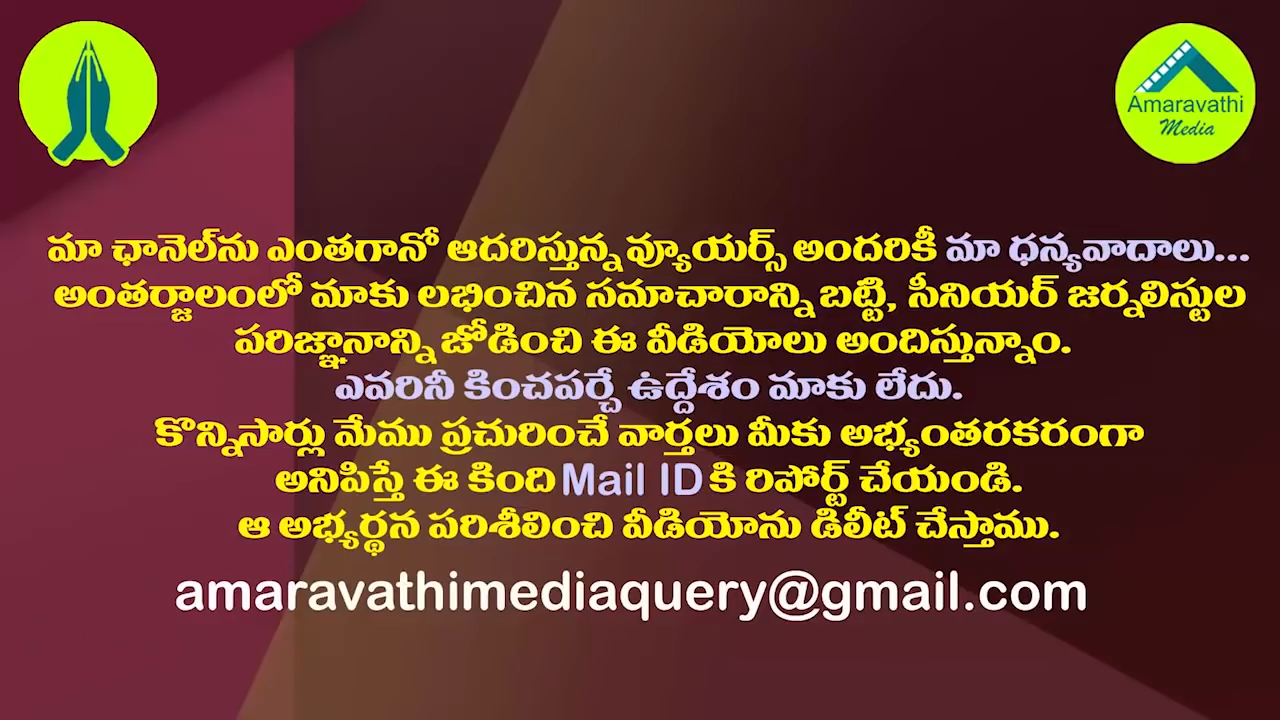 Amaravathi
Media
మా ఛానెల్‌ను ఎంతగానో ఆదరిస్తున్న వ్యూయర్స్ అందరికీ మా ధన్యవాదాలు...
అంతర్జాలంలో మాకు లభించిన సమాచారాన్ని బట్టి, సీనియర్ జర్నలిస్టుల
పరిజ్ఞానాన్ని జోడించి ఈ వీడియోలు అందిస్తున్నాం.
ఎవరినీ కించపర్చే ఉద్దేశం మాకు లేదు.
కొన్నిసార్లు మేము ప్రచురించే వార్తలు మీకు అభ్యంతరకరంగా
అనిపిస్తే ఈ కింది Mail ID కి రిపోర్ట్ చేయండి.
ఆ అభ్యర్థన పరిశీలించి వీడియోను డిలీట్ చేస్తాము.
amaravathimediaquery@gmail.com